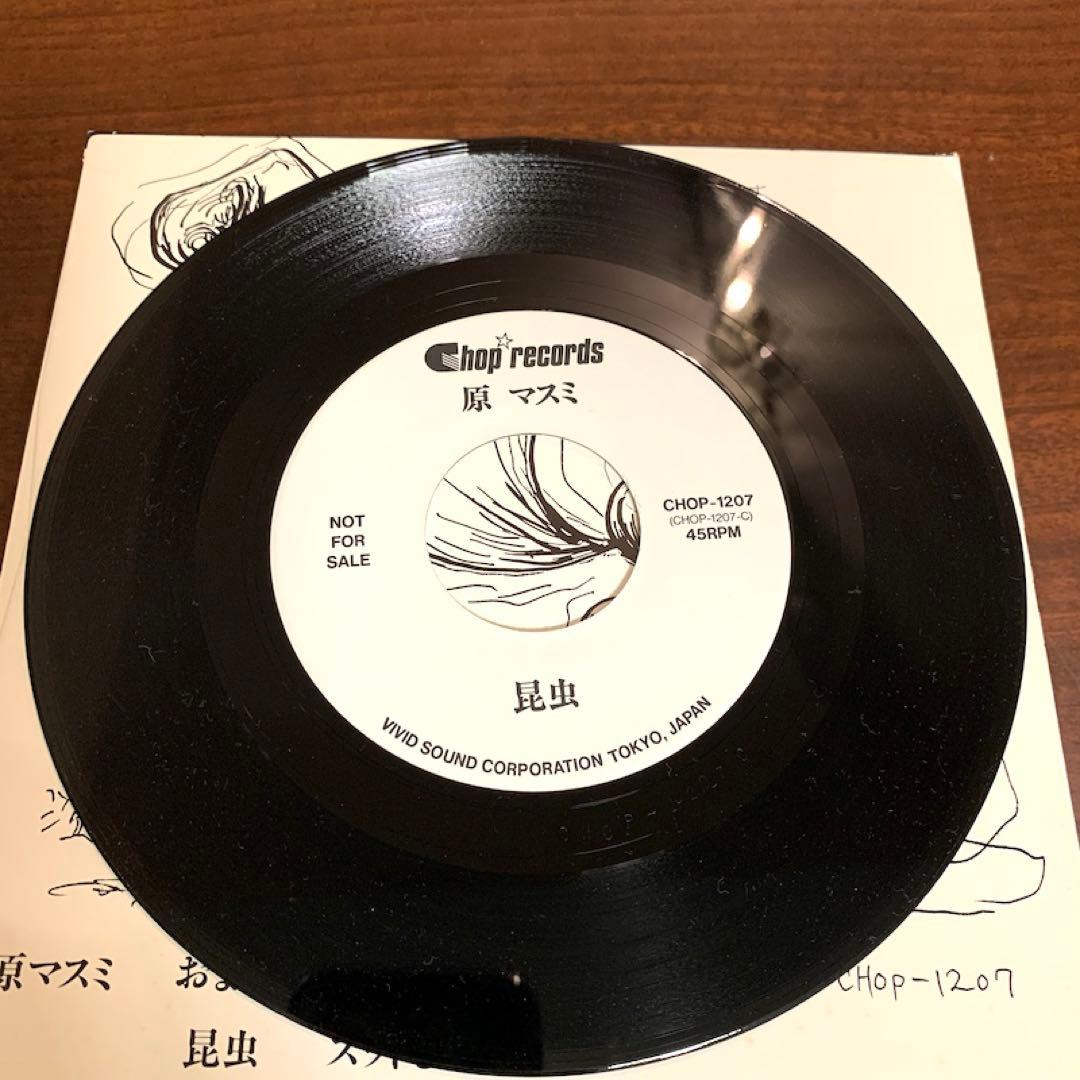 Chop records
原 マスミ
NOT
FOR
SALE
CHOP-1207
(CHOP-1207-C)
45RPM
昆虫
VIVID SOUND CORPORATION TOKYO, JAPAN
原マスミ
CHOP-1207
昆虫